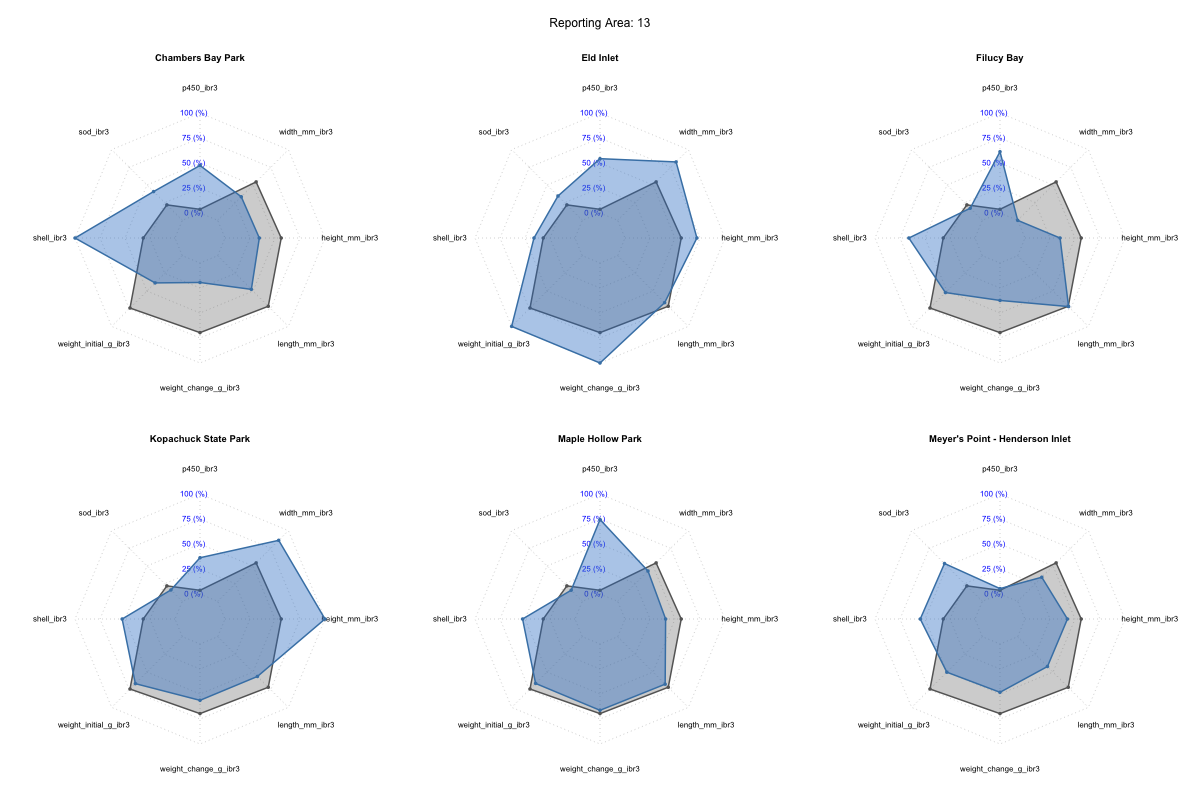 Reporting Area: 13
Chambers Bay Park
p450_ibr3
sod_ibr3
100 (%)
width_mm_ibr3
75 (%)
50 (%)
25 (%)
0 (%)
shell_ibr3
height_mm_ibr3
weight_initial_g_ibr3
length_mm_ibr3
weight_change_g_ibr3
Eld Inlet
p450_ibr3
sod_ibr3
100 (%)
width_mm_ibr3
75 (%)
50 (%)
25 (%)
0 (%)
shell_ibr3
height_mm_ibr3
weight_initial_g_ibr3
length_mm_ibr3
weight_change_g_ibr3
Filucy Bay
p450_ibr3
sod_ibr3
100 (%)
width_mm_ibr3
75 (%)
50 (%)
25 (%)
0 (%)
shell_ibr3
height_mm_ibr3
weight_initial_g_ibr3
length_mm_ibr3
weight_change_g_ibr3
Kopachuck State Park
p450_ibr3
sod_ibr3
100 (%)
width_mm_ibr3
75 (%)
50 (%)
25 (%)
0 (%)
shell_ibr3
height_mm_ibr3
weight_initial_g_ibr3
length_mm_ibr3
weight_change_g_ibr3
Maple Hollow Park
p450_ibr3
sod_ibr3
100 (%)
width_mm_ibr3
75 (%)
50 (%)
25 (%)
0 (%)
shell_ibr3
height_mm_ibr3
weight_initial_g_ibr3
length_mm_ibr3
weight_change_g_ibr3
Meyer's Point - Henderson Inlet
p450_ibr3
sod_ibr3
100 (%)
width_mm_ibr3
75 (%)
50 (%)
25 (%)
0 (%)
shell_ibr3
height_mm_ibr3
weight_initial_g_ibr3
length_mm_ibr3
weight_change_g_ibr3